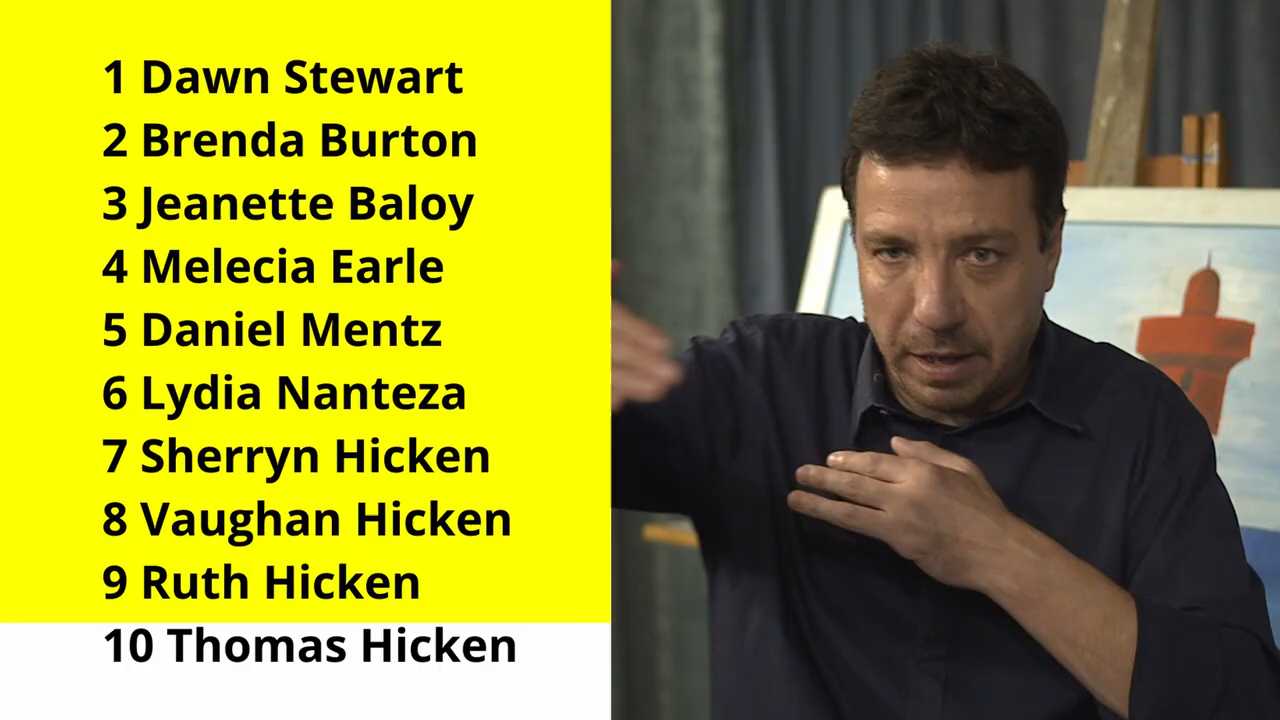 1 Dawn Stewart
2 Brenda Burton
3 Jeanette Baloy
4 Melecia Earle
5 Daniel Mentz
6 Lydia Nanteza
7 Sherryn Hicken
8 Vaughan Hicken
9 Ruth Hicken
10 Thomas Hicken